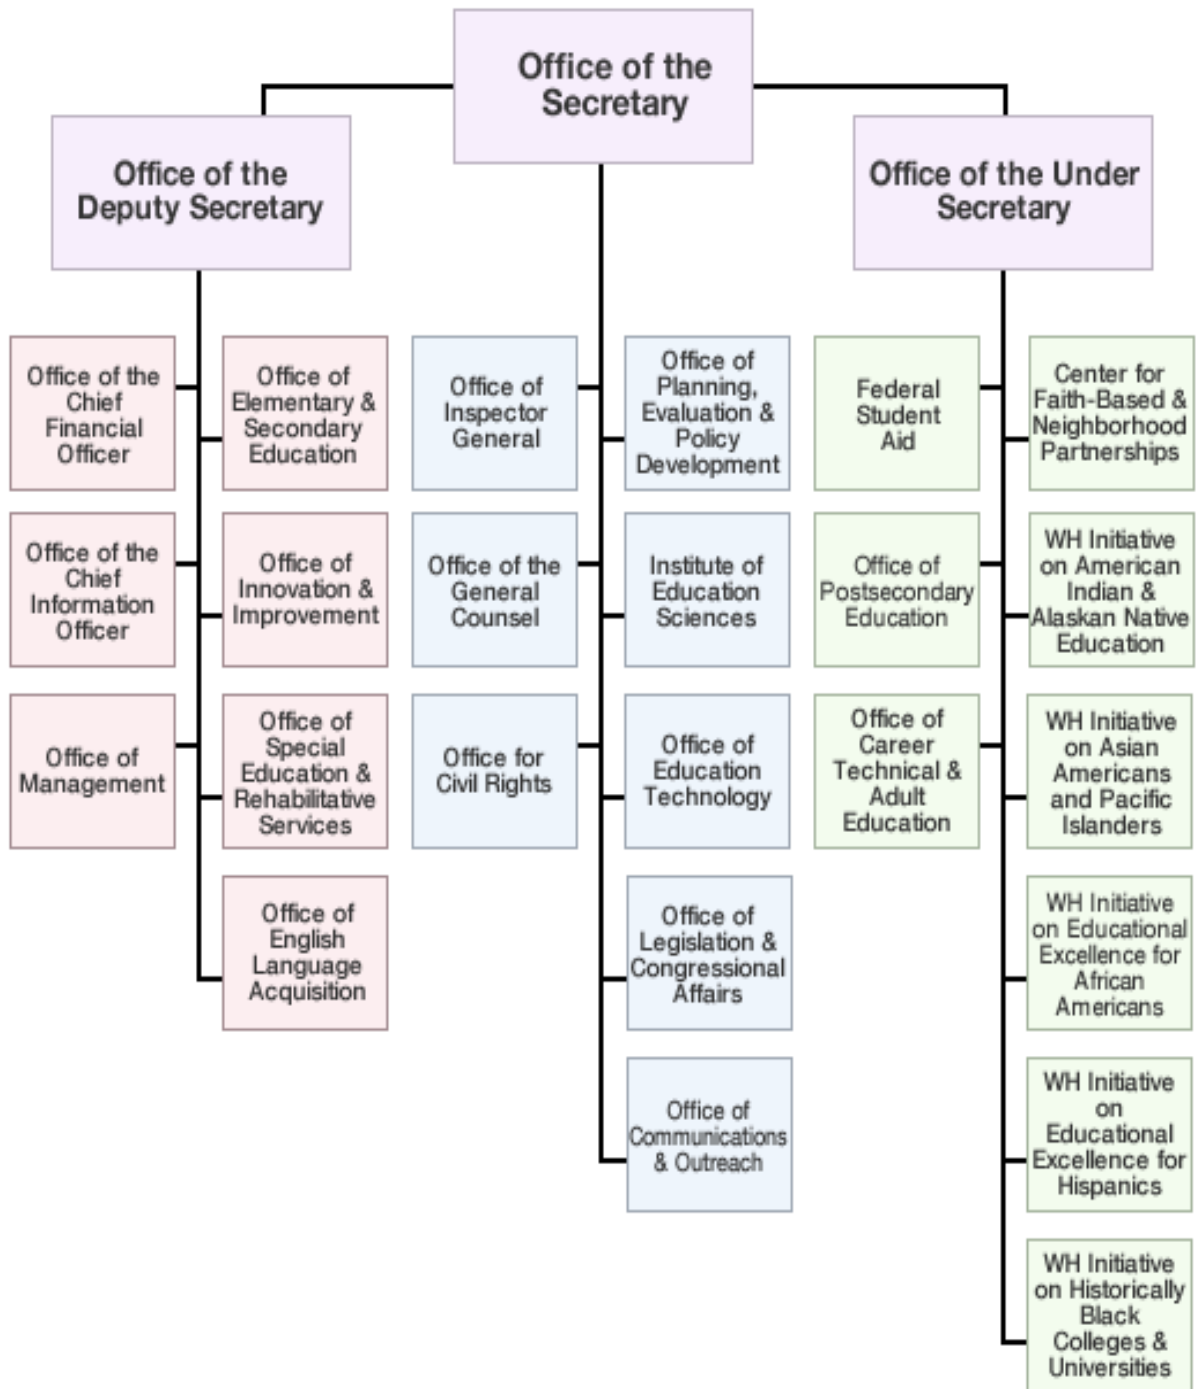 Office of the
Secretary
Office of the
Deputy Secretary
Office of the Under
Secretary
Office of the
Chief
Financial
Officer
Office of
Elementary &
Secondary
Education
Office of
Inspector
General
Office of
Planning,
Evaluation &
Policy
Development
Federal
Student
Aid
Center for
Faith-Based &
Neighborhood
Partnerships
Office of the
Chief
Information
Officer
Office of
Innovation &
Improvement
Office of the
General
Counsel
Institute of
Education
Sciences
Office of
Postsecondary
Education
WH Initiative
on American
Indian &
Alaskan Native
Education
Office of
Management
Office of
Special
Education &
Rehabilitative
Services
Office for
Civil Rights
Office of
Education
Technology
Office of
Career
Technical &
Adult
Education
WH Initiative
on Asian
Americans
and Pacific
Islanders
Office of
English
Language
Acquisition
Office of
Legislation &
Congressional
Affairs
WH Initiative
on Educational
Excellence for
African
Americans
Office of
Communications
& Outreach
WH Initiative
on
Educational
Excellence for
Hispanics
WH Initiative
on Historically
Black
Colleges &
Universities